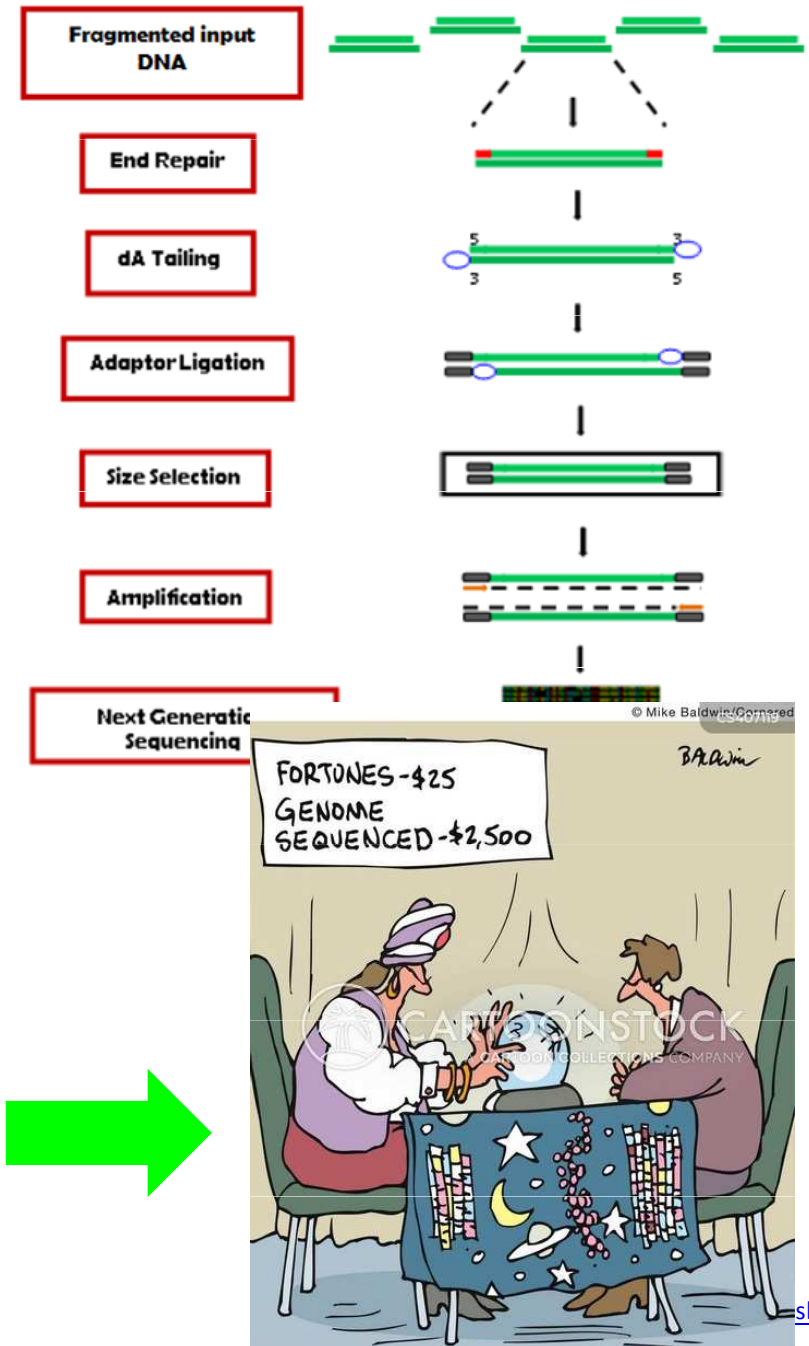 Fragmented input
DNA
End Repair
dA Tailing
5
3
3
5
Adaptor Ligation
Size Selection
Amplification
Next Generatio
Sequencing
© Mike Baldwin/Cornered
CS407119
BALDWIN
FORTUNES-$25
GENOME
SEQUENCED-$2,500
CARTOONSTOCK
A CARTOON COLLECTIONS COMPANY